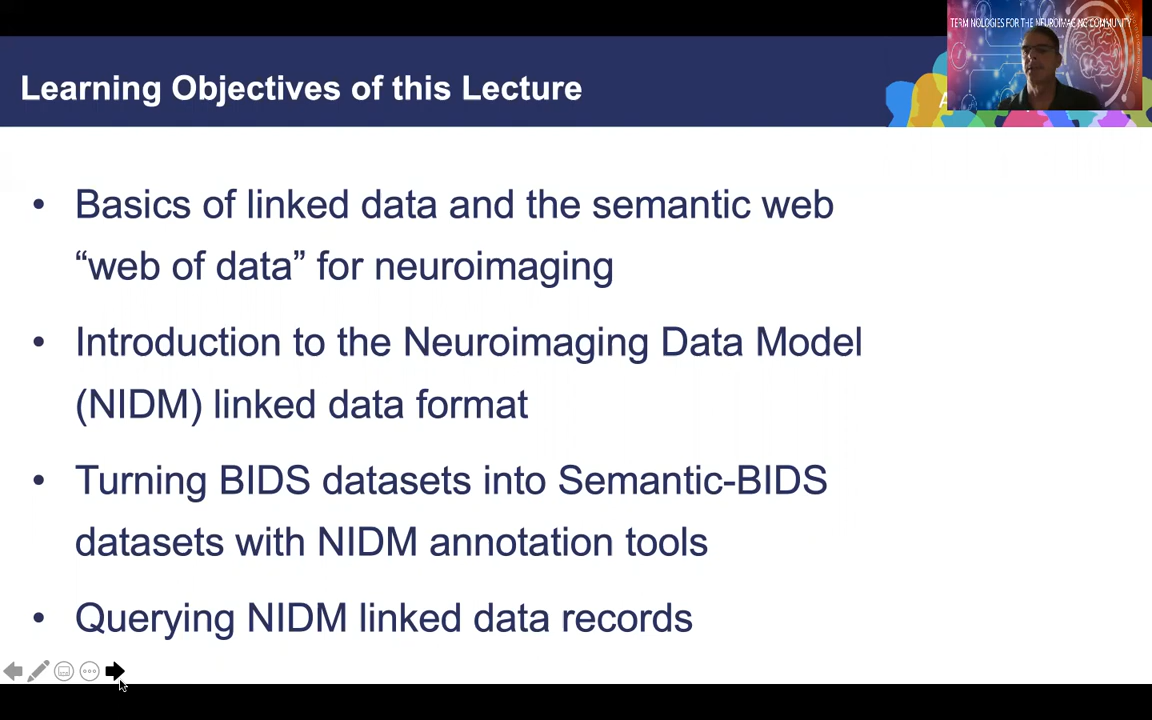 TERM NOLOGIES FOR THE NEUROIMAGING COMMUNITY
Learning Objectives of this Lecture
• Basics of linked data and the semantic web
“web of data” for neuroimaging
• Introduction to the Neuroimaging Data Model
(NIDM) linked data format
• Turning BIDS datasets into Semantic-BIDS
datasets with NIDM annotation tools
• Querying NIDM linked data records